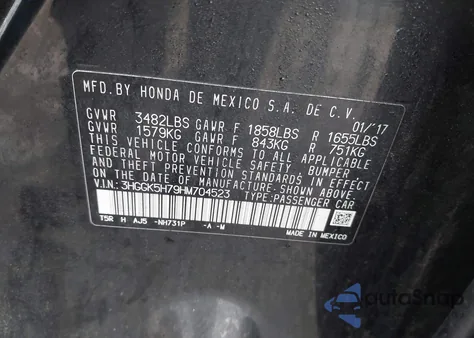 MFD. BY HONDA DE MEXICO S.A. DE C.V.
01/'17
GVWR 3482LBS GAWR F 1858LBS R 1655LBS
GVWR 1579KG GAWR F 843KG R 751KG
THIS VEHICLE CONFORMS TO ALL APPLICABLE
FEDERAL MOTOR VEHICLE SAFETY BUMPER
AND THEFT PREVENTION STANDARDS IN EFFECT
ON THE DATE OF MANUFACTURE SHOWN ABOVE.
V.I.N: 3HGGK5H79HM704523
TYPE:PASSENGER CAR
T5R H AJ5 -NH731P -A -M
MADE IN MEXICO
autoSnap